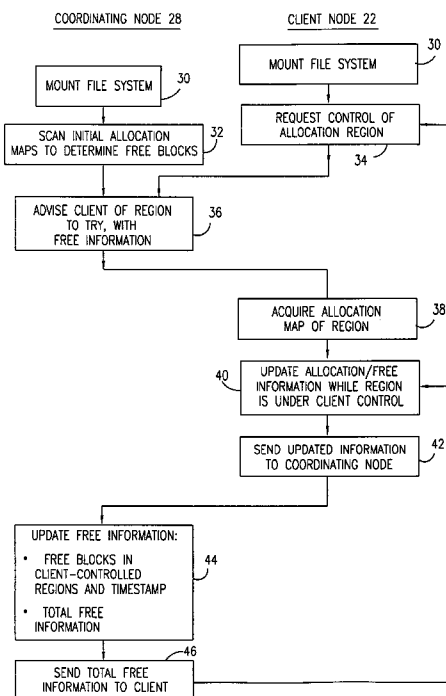 COORDINATING NODE 28
CLIENT NODE 22
MOUNT FILE SYSTEM
30
MOUNT FILE SYSTEM
30
SCAN INITIAL ALLOCATION
MAPS TO DETERMINE FREE BLOCKS
32
REQUEST CONTROL OF
ALLOCATION REGION
34
ADVISE CLIENT OF REGION
TO TRY, WITH
FREE INFORMATION
36
ACQUIRE ALLOCATION
MAP OF REGION
38
40
UPDATE ALLOCATION/FREE
INFORMATION WHILE REGION
IS UNDER CLIENT CONTROL
SEND UPDATED INFORMATION
TO COORDINATING NODE
42
UPDATE FREE INFORMATION:
• FREE BLOCKS IN
CLIENT-CONTROLLED
REGIONS AND TIMESTAMP
• TOTAL FREE
INFORMATION
44
46
SEND TOTAL FREE
INFORMATION TO CLIENT